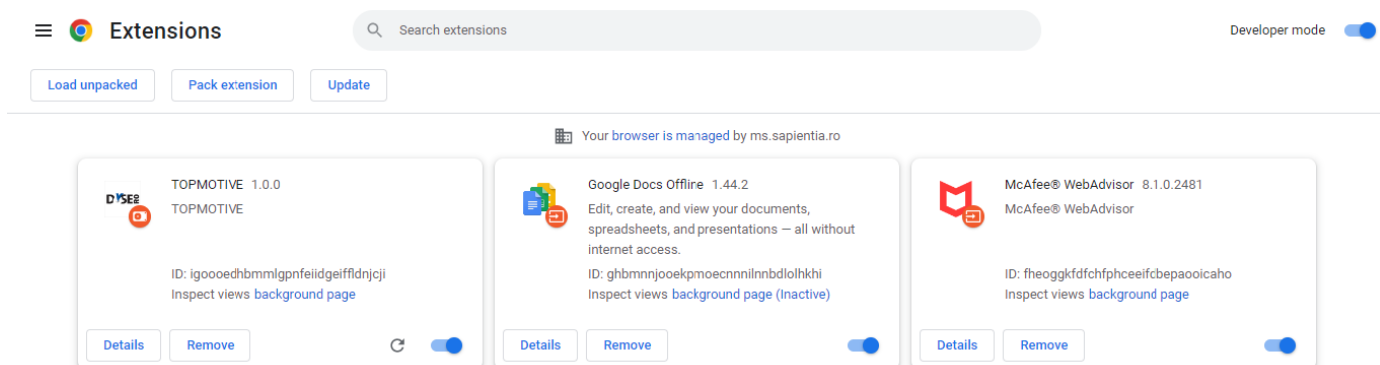 Extensions
Search extensions
Developer mode
Load unpacked
Pack extension
Update
Your browser is managed by ms.sapientia.ro
TOPMOTIVE 1.0.0
TOPMOTIVE
ID: igoooedhbmmlgpnfeiidgeiffldnjcji
Inspect views background page
Details
Remove
Google Docs Offline 1.44.2
Edit, create, and view your documents,
spreadsheets, and presentations — all without
internet access.
ID: ghbmnnjooekpmoecnnnilnnbdlolhkhi
Inspect views background page (Inactive)
Details
Remove
McAfee® WebAdvisor 8.1.0.2481
McAfee® WebAdvisor
ID: fheoggkfdfchfphceeifcbepaooicaho
Inspect views background page
Details
Remove